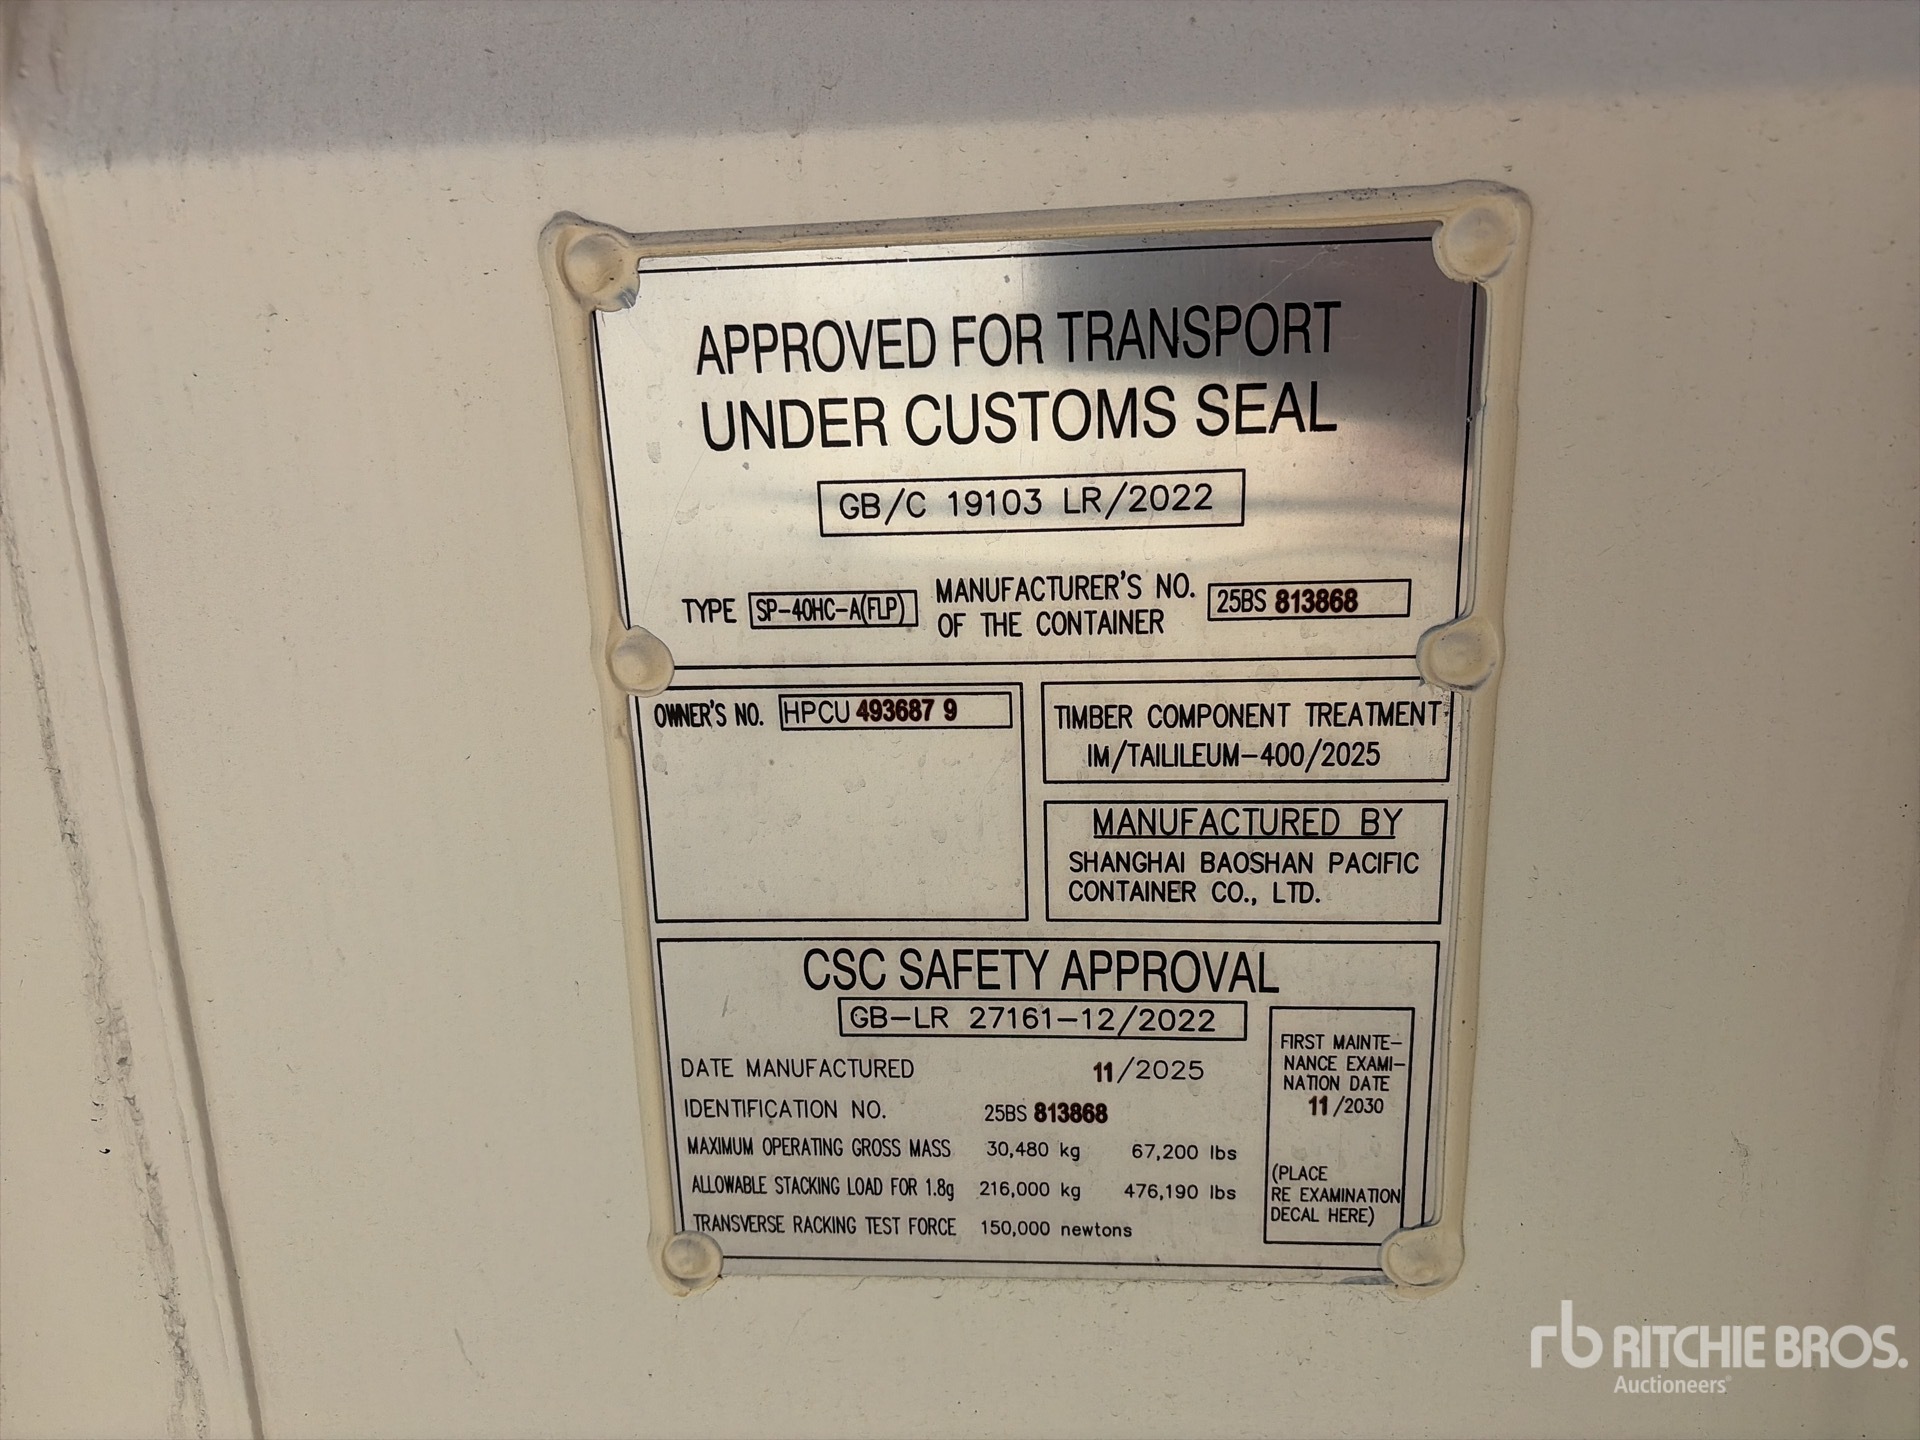 APPROVED FOR TRANSPORT
UNDER CUSTOMS SEAL
GB/C 19103 LR/2022
TYPE SP-40HC-A(FLP) MANUFACTURER'S NO. OF THE CONTAINER 25BS 813868
OWNER'S NO. HPCU 493687 9
TIMBER COMPONENT TREATMENT
IM/TAILILEUM-400/2025
MANUFACTURED BY
SHANGHAI BAOSHAN PACIFIC
CONTAINER CO., LTD.
CSC SAFETY APPROVAL
GB-LR 27161-12/2022
DATE MANUFACTURED 11/2025
IDENTIFICATION NO. 25BS 813868
MAXIMUM OPERATING GROSS MASS 30,480 kg 67,200 lbs
ALLOWABLE STACKING LOAD FOR 1.8g 216,000 kg 476,190 lbs
TRANSVERSE RACKING TEST FORCE 150,000 newtons
FIRST MAINTE-
NANCE EXAMI-
NATION DATE
11/2030
(PLACE
RE EXAMINATION
DECAL HERE)
rb RITCHIE BROS.
Auctioneers